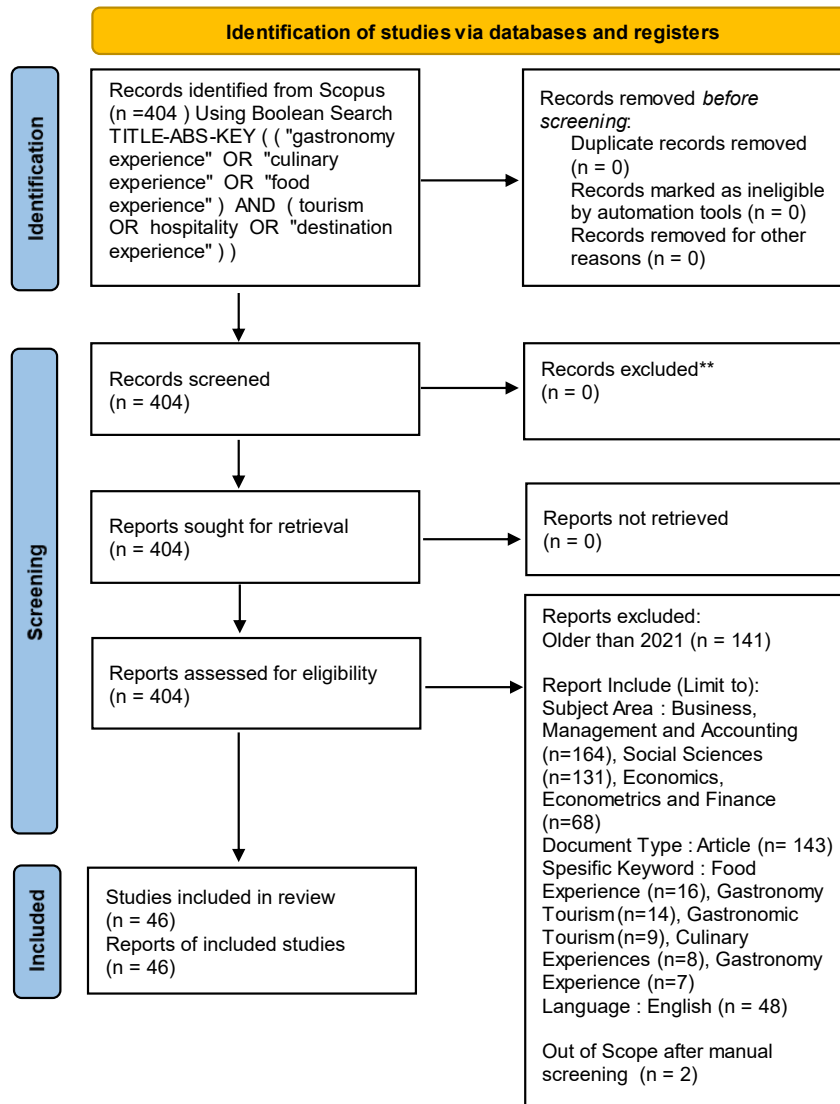 Identification of studies via databases and registers
Identification
Records identified from Scopus
(n =404 ) Using Boolean Search
TITLE-ABS-KEY ( ( "gastronomy
experience" OR "culinary
experience" OR "food
experience" ) AND ( tourism
OR hospitality OR "destination
experience" ) )
Records removed before
screening:
Duplicate records removed
(n = 0)
Records marked as ineligible
by automation tools (n = 0)
Records removed for other
reasons (n = 0)
Screening
Records screened
(n = 404)
Records excluded**
(n = 0)
Reports sought for retrieval
(n = 404)
Reports not retrieved
(n = 0)
Reports assessed for eligibility
(n = 404)
Reports excluded:
Older than 2021 (n = 141)
Report Include (Limit to):
Subject Area : Business,
Management and Accounting
(n=164), Social Sciences
(n=131), Economics,
Econometrics and Finance
(n=68)
Document Type : Article (n= 143)
Spesific Keyword : Food
Experience (n=16), Gastronomy
Tourism (n=14), Gastronomic
Tourism (n=9), Culinary
Experiences (n=8), Gastronomy
Experience (n=7)
Language : English (n = 48)
Out of Scope after manual
screening (n = 2)
Included
Studies included in review
(n = 46)
Reports of included studies
(n = 46)